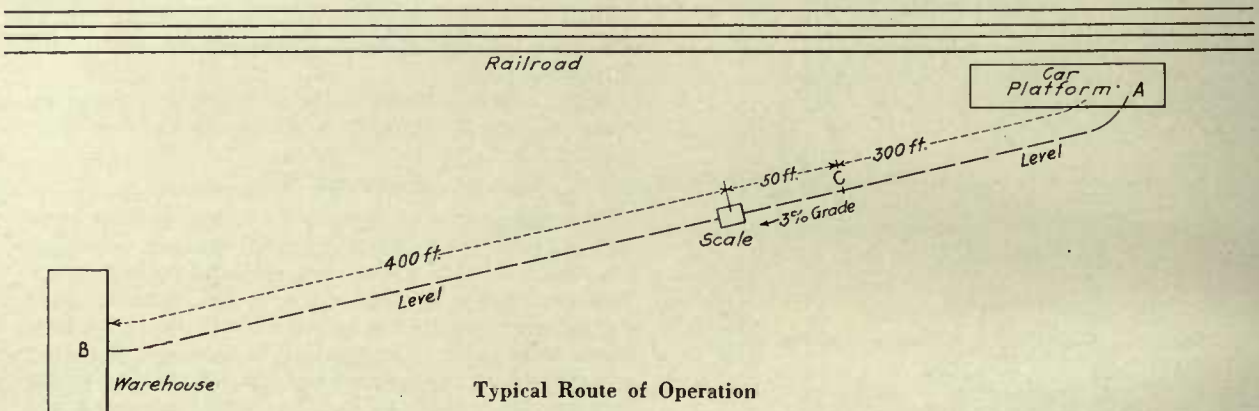 Railroad
Car
Platform.
A
300 ft.
Level
50 ft.
C
3% Grade
Scale
400 ft.
Level
B
Warehouse
Typical Route of Operation